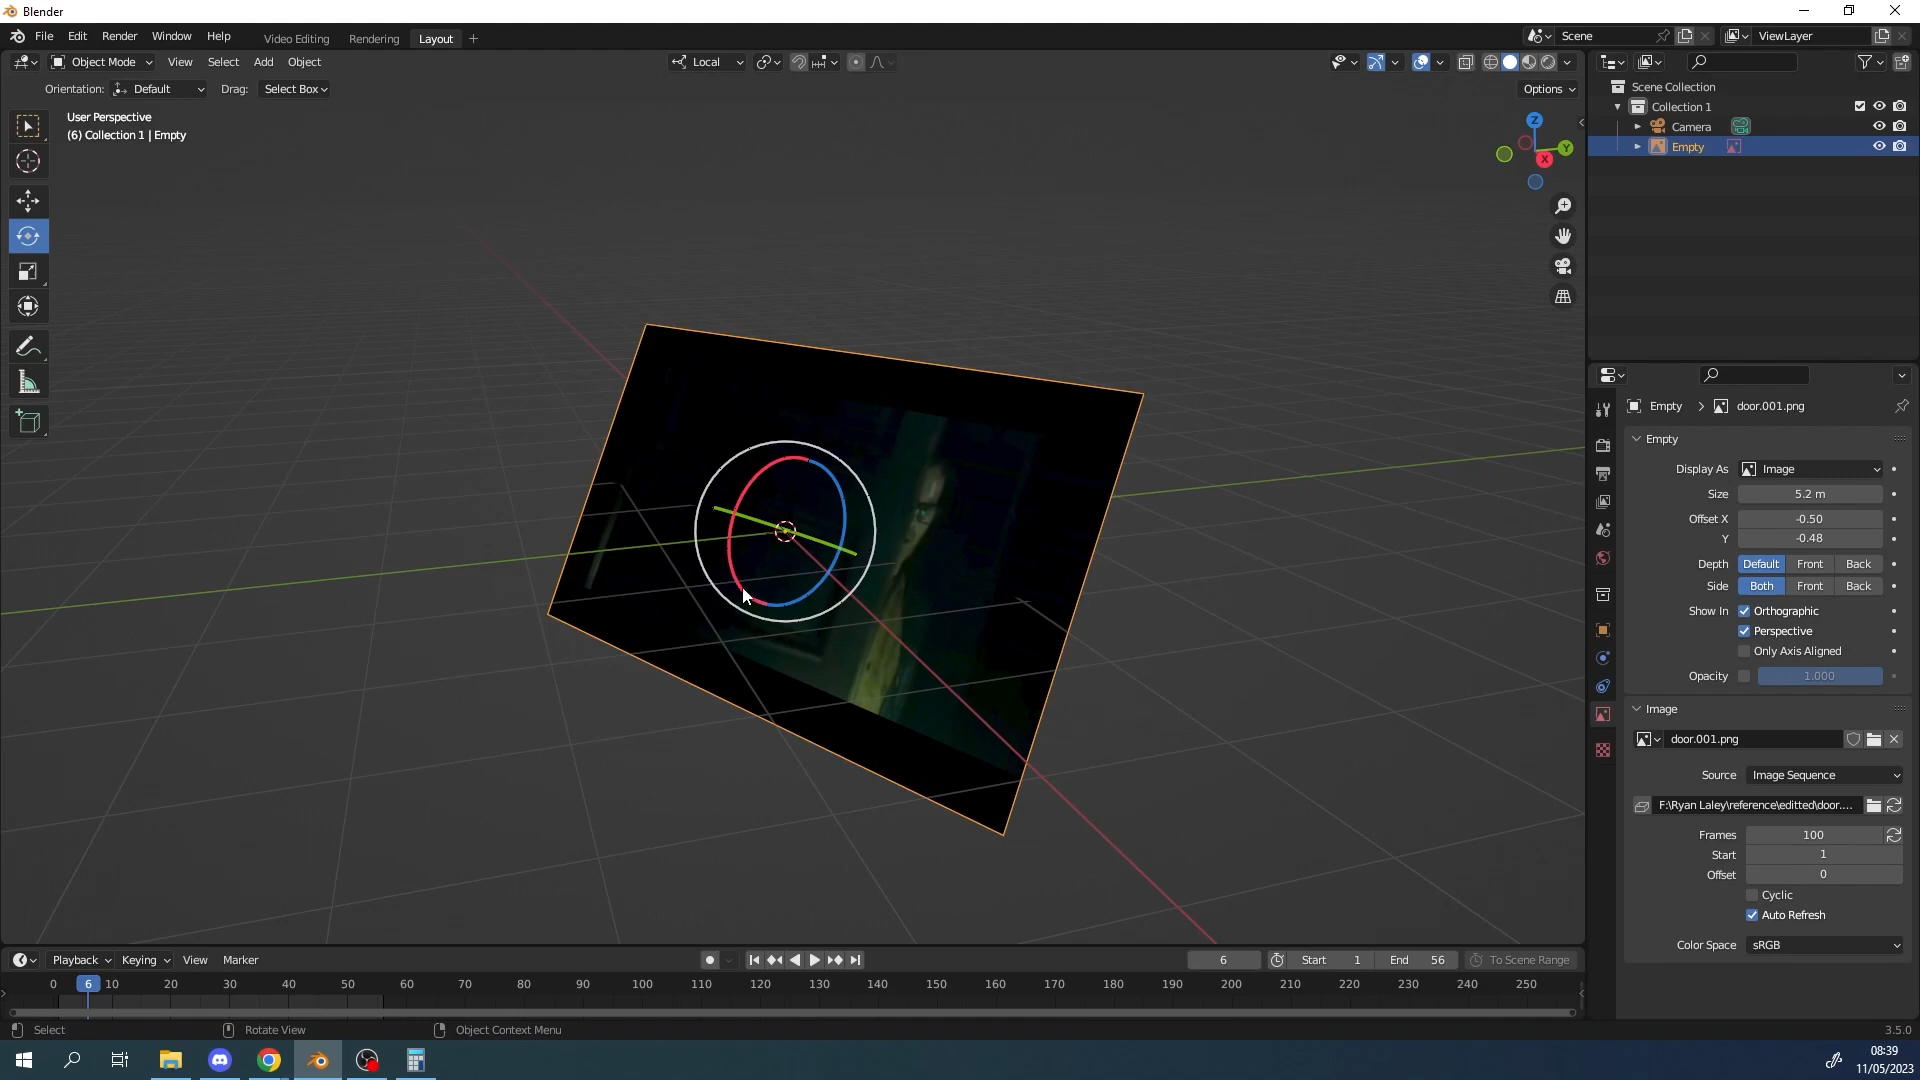 Blender
File Edit Render Window Help Video Editing Rendering Layout + Scene ViewLayer
Object Mode View Select Add Object Local
Orientation: Default Drag: Select Box Options
User Perspective
(6) Collection 1 | Empty
Z
Y
X
Scene Collection
Collection 1
Camera
Empty
Empty > door.001.png
Empty
Display As Image
Size 5.2 m
Offset X -0.50
Y -0.48
Depth Default Front Back
Side Both Front Back
Show In Orthographic
Perspective
Only Axis Aligned
Opacity 1.000
Image
door.001.png
Source Image Sequence
F:\Ryan Laley\reference\editted\door....
Frames 100
Start 1
Offset 0
Cyclic
Auto Refresh
Color Space sRGB
Playback Keying View Marker 6 Start 1 End 56 To Scene Range
0 6 10 20 30 40 50 60 70 80 90 100 110 120 130 140 150 160 170 180 190 200 210 220 230 240 250
Select Rotate View Object Context Menu 3.5.0
08:39
11/05/2023